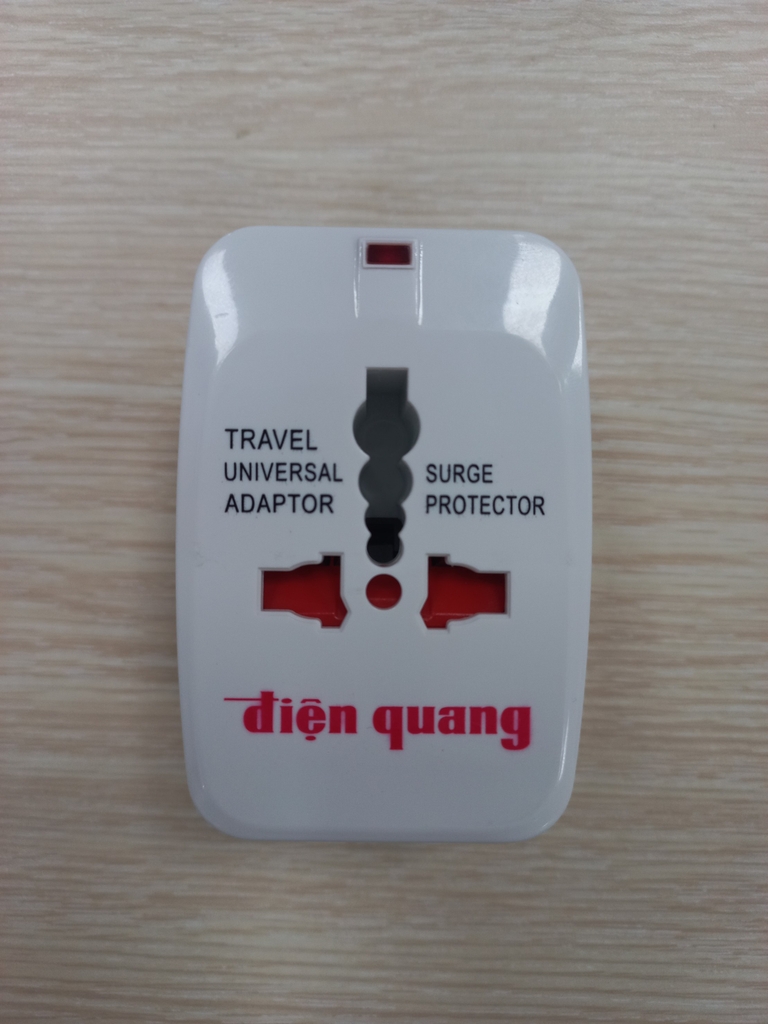 TRAVEL
UNIVERSAL
ADAPTOR
SURGE
PROTECTOR
điện quang